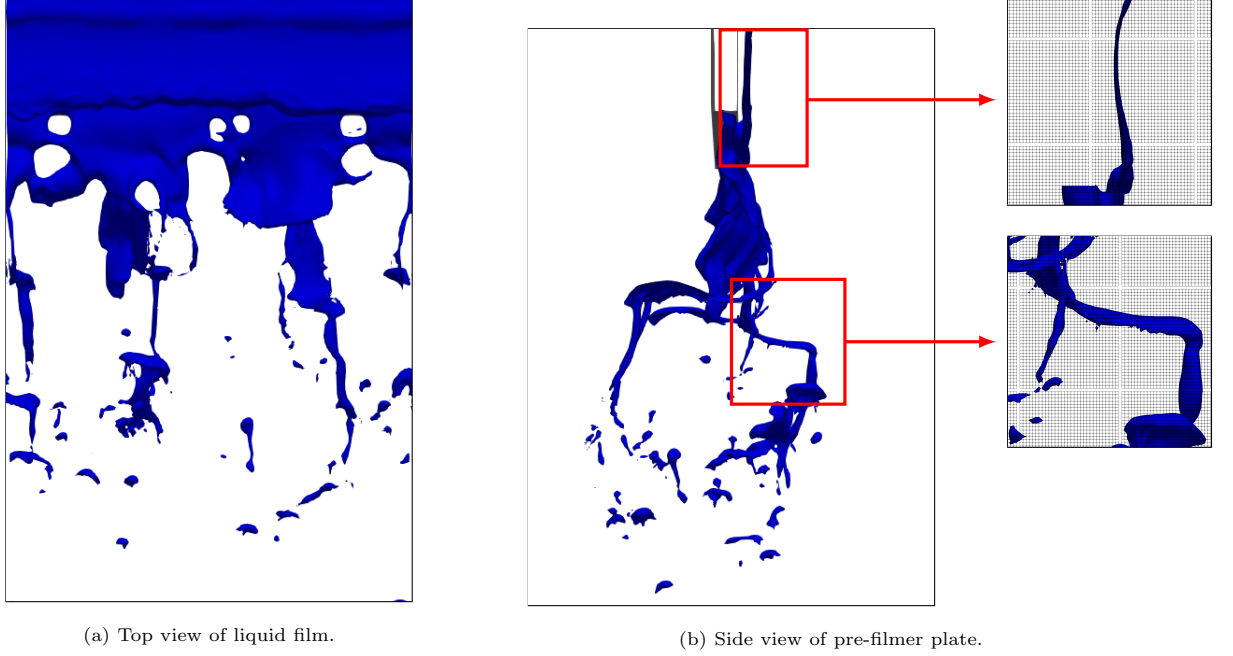 (a) Top view of liquid film.
(b) Side view of pre-filmer plate.